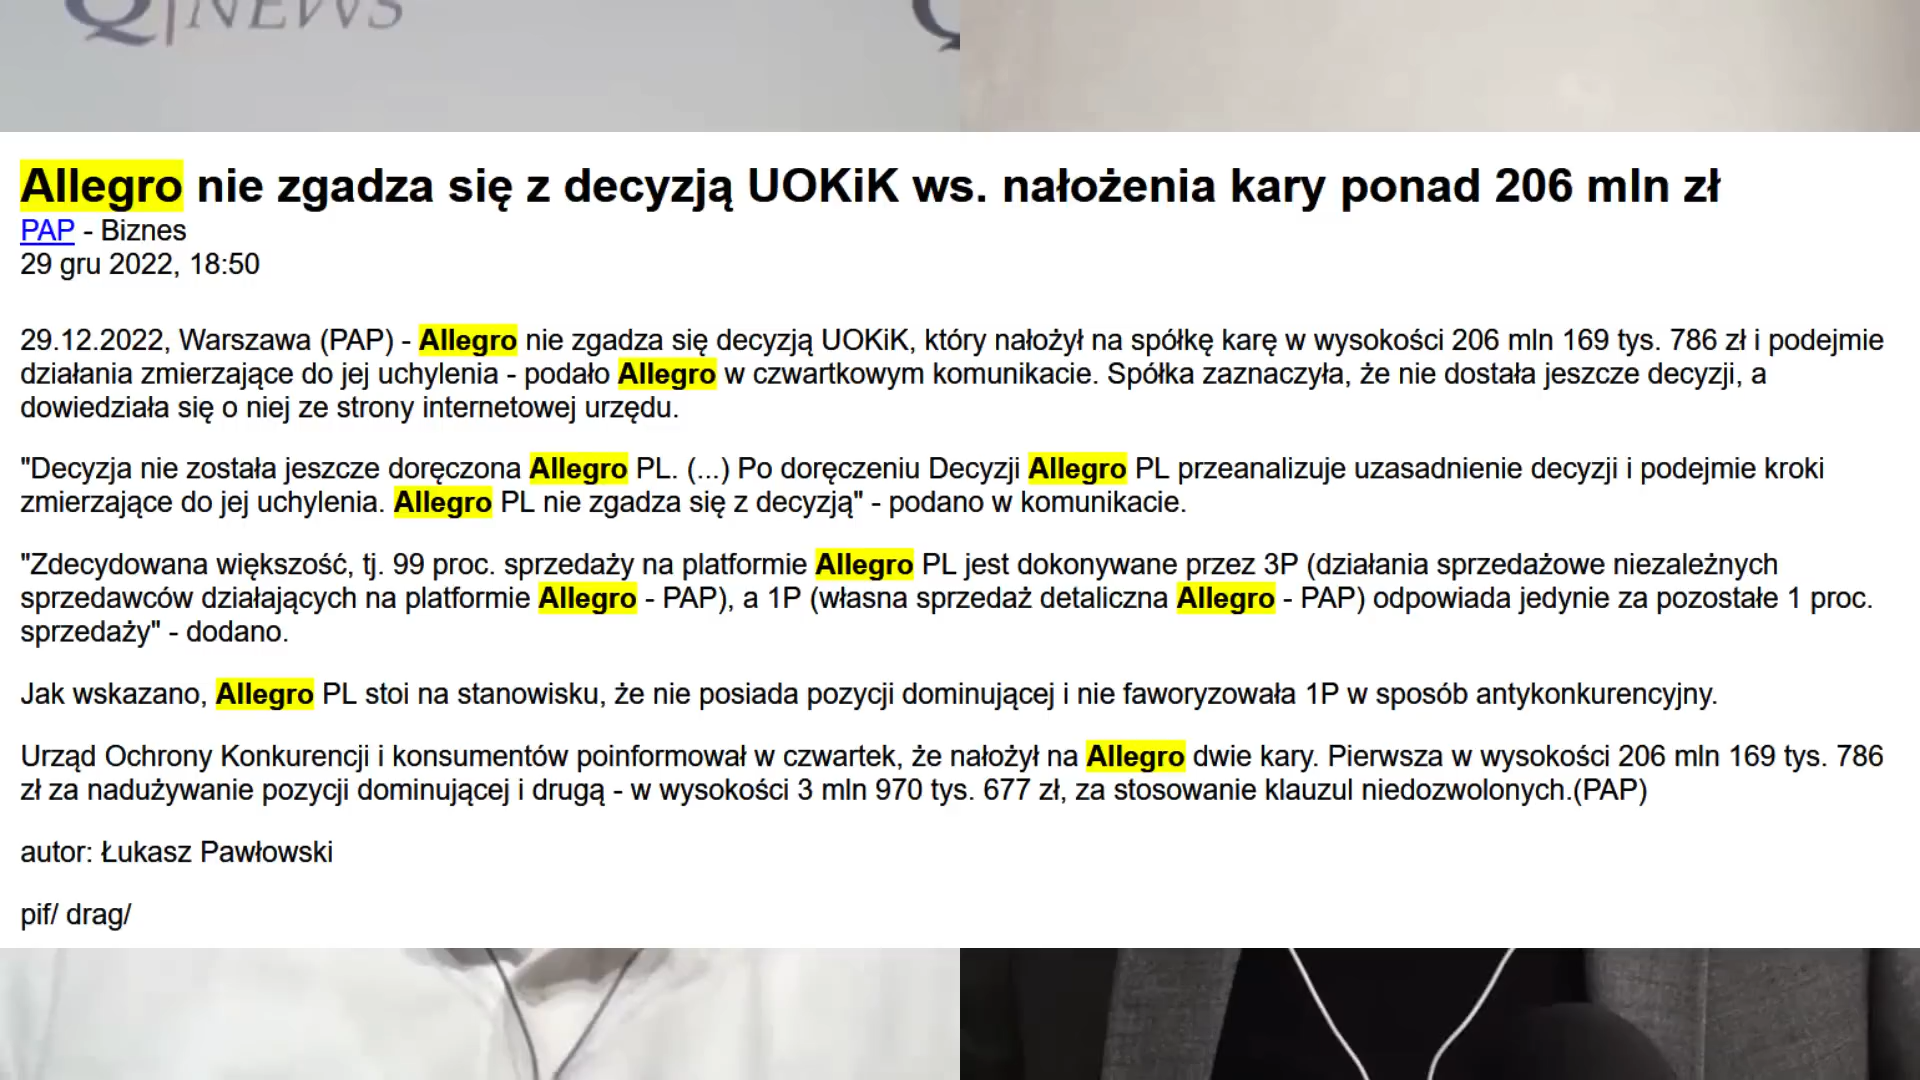 Q|NEWS
Allegro nie zgadza się z decyzją UOKiK ws. nałożenia kary ponad 206 mln zł
PAP - Biznes
29 gru 2022, 18:50
29.12.2022, Warszawa (PAP) - Allegro nie zgadza się decyzją UOKiK, który nałożył na spółkę karę w wysokości 206 mln 169 tys. 786 zł i podejmie
działania zmierzające do jej uchylenia - podało Allegro w czwartkowym komunikacie. Spółka zaznaczyła, że nie dostała jeszcze decyzji, a
dowiedziała się o niej ze strony internetowej urzędu.
"Decyzja nie została jeszcze doręczona Allegro PL. (...) Po doręczeniu Decyzji Allegro PL przeanalizuje uzasadnienie decyzji i podejmie kroki
zmierzające do jej uchylenia. Allegro PL nie zgadza się z decyzją" - podano w komunikacie.
"Zdecydowana większość, tj. 99 proc. sprzedaży na platformie Allegro PL jest dokonywane przez 3P (działania sprzedażowe niezależnych
sprzedawców działających na platformie Allegro - PAP), a 1P (własna sprzedaż detaliczna Allegro - PAP) odpowiada jedynie za pozostałe 1 proc.
sprzedaży" - dodano.
Jak wskazano, Allegro PL stoi na stanowisku, że nie posiada pozycji dominującej i nie faworyzowała 1P w sposób antykonkurencyjny.
Urząd Ochrony Konkurencji i konsumentów poinformował w czwartek, że nałożył na Allegro dwie kary. Pierwsza w wysokości 206 mln 169 tys. 786
zł za nadużywanie pozycji dominującej i drugą - w wysokości 3 mln 970 tys. 677 zł, za stosowanie klauzul niedozwolonych.(PAP)
autor: Łukasz Pawłowski
pif/ drag/